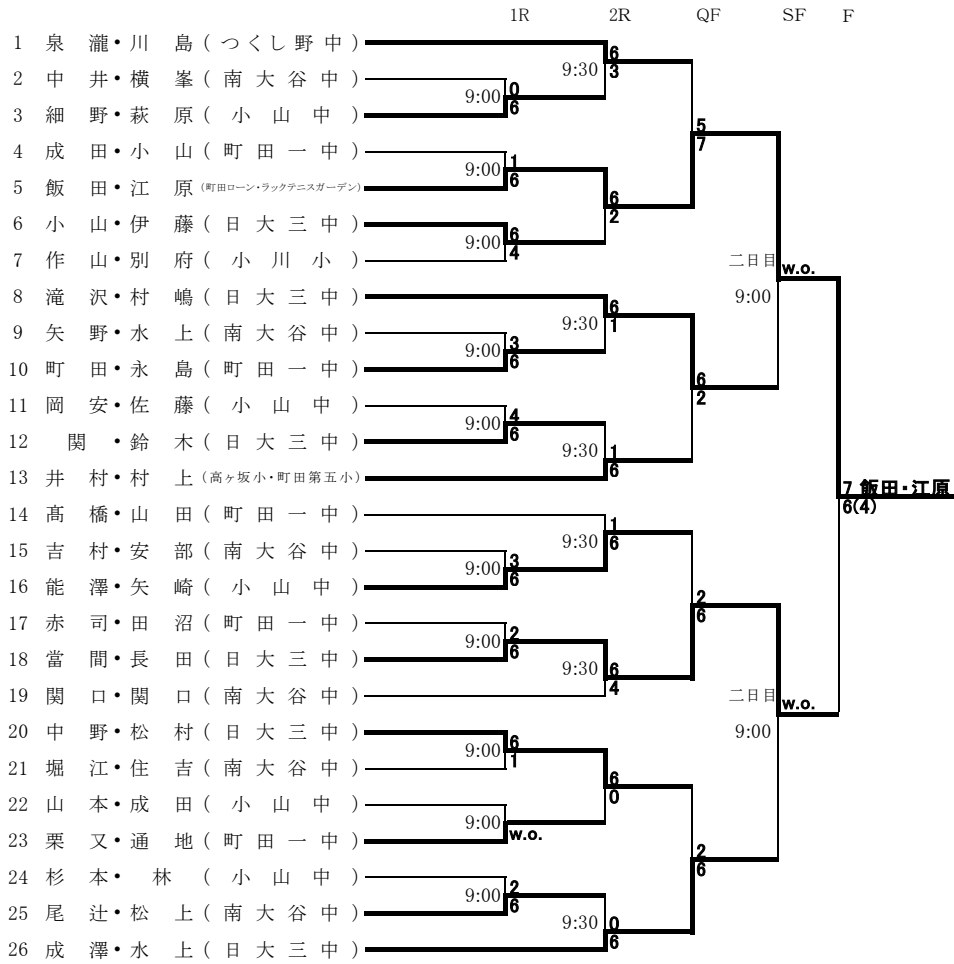 1R 2R QF SF F
1 泉 瀧・川 島 ( つ く し 野 中 )
2 中 井・横 峯 ( 南 大 谷 中 )
3 細 野・萩 原 ( 小 山 中 )
4 成 田・小 山 ( 町 田 一 中 )
5 飯 田・江 原 (町田ローン・ラックテニスガーデン)
6 小 山・伊 藤 ( 日 大 三 中 )
7 作 山・別 府 ( 小 川 小 )
8 滝 沢・村 嶋 ( 日 大 三 中 )
9 矢 野・水 上 ( 南 大 谷 中 )
10 町 田・永 島 ( 町 田 一 中 )
11 岡 安・佐 藤 ( 小 山 中 )
12 関 ・鈴 木 ( 日 大 三 中 )
13 井 村・村 上 (高ヶ坂小・町田第五小)
14 髙 橋・山 田 ( 町 田 一 中 )
15 吉 村・安 部 ( 南 大 谷 中 )
16 能 澤・矢 崎 ( 小 山 中 )
17 赤 司・田 沼 ( 町 田 一 中 )
18 當 間・長 田 ( 日 大 三 中 )
19 関 口・関 口 ( 南 大 谷 中 )
20 中 野・松 村 ( 日 大 三 中 )
21 堀 江・住 吉 ( 南 大 谷 中 )
22 山 本・成 田 ( 小 山 中 )
23 栗 又・通 地 ( 町 田 一 中 )
24 杉 本・ 林 ( 小 山 中 )
25 尾 辻・松 上 ( 南 大 谷 中 )
26 成 澤・水 上 ( 日 大 三 中 )
9:00
0
6
9:00
1
6
9:00
6
4
9:00
3
6
9:00
4
6
9:00
3
6
9:00
2
6
9:00
6
1
9:00
w.o.
9:00
2
6
9:30
6
3
6
2
9:30
6
1
9:30
1
6
9:30
1
6
9:30
6
4
6
0
9:30
0
6
5
7
6
2
2
6
2
6
二日目
w.o.
9:00
二日目
w.o.
9:00
7 飯田・江原
6(4)